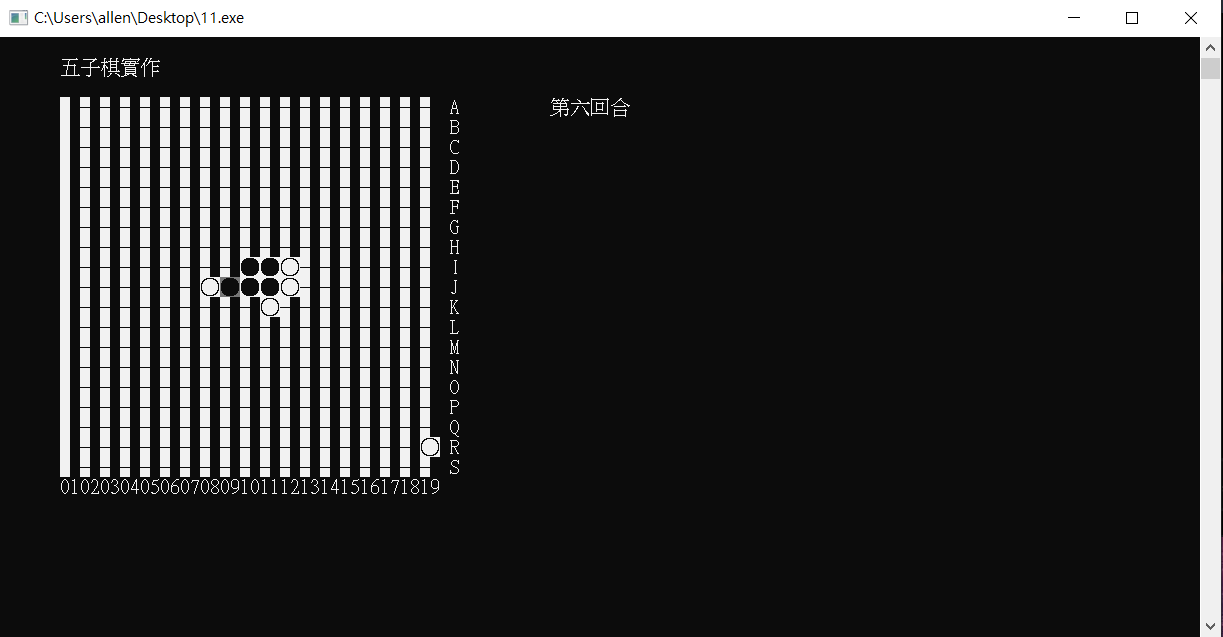 C:\Users\allen\Desktop\11.exe
五子棋實作
第六回合
A
B
C
D
E
F
G
H
I
J
K
L
M
N
O
P
Q
R
S
01020304050607080910111213141516171819